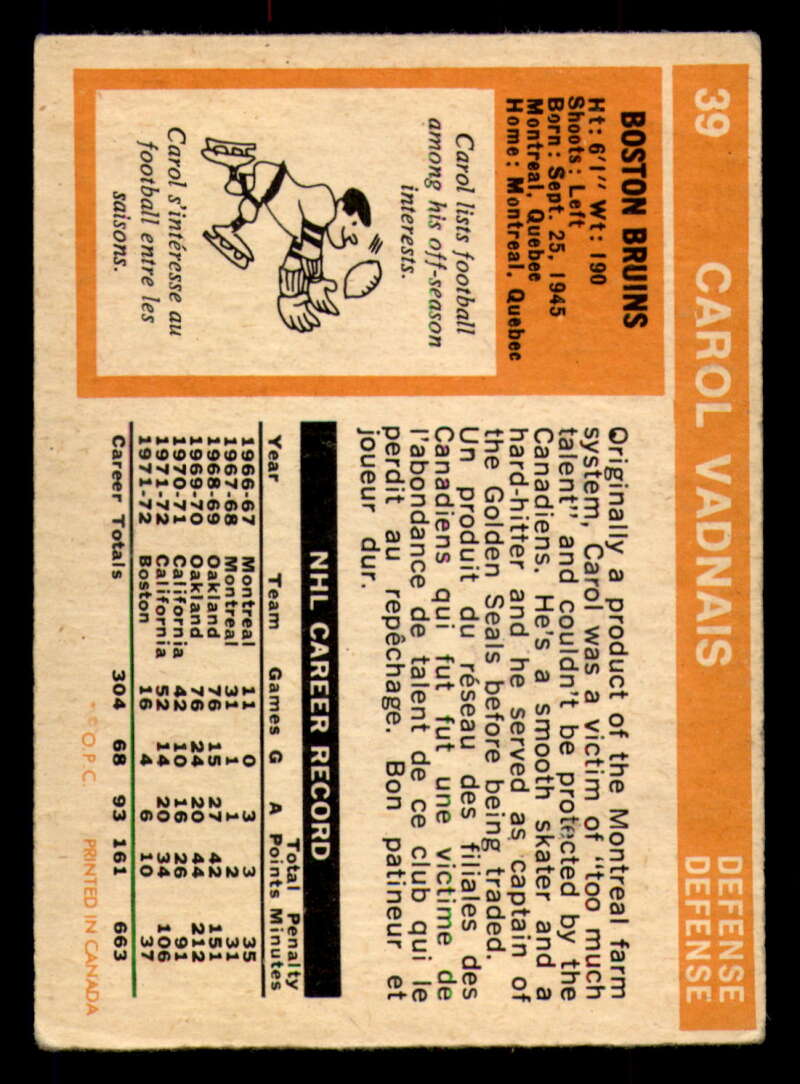 39 CAROL VADNAIS DEFENSE
DEFENSE
BOSTON BRUINS
Ht: 6'1" Wt: 190
Shoots: Left
Born: Sept. 25, 1945
Montreal, Quebec
Home: Montreal, Quebec
Carol lists football
among his off-season
interests.
Carol s'intéresse au
football entre les
saisons.
Originally a product of the Montreal farm
system, Carol was a victim of "too much
talent" and couldn't be protected by the
Canadiens. He's a smooth skater and a
hard-hitter and he served as captain of
the Golden Seals before being traded.
Un produit du réseau des filiales des
Canadiens qui fut fut une victime de
l'abondance de talent de ce club qui le
perdit au repêchage. Bon patineur et
joueur dur.
NHL CAREER RECORD
Year Team Games G A Total Points Penalty Minutes
1966-67 Montreal 11 0 3 3 35
1967-68 Montreal 31 1 1 2 31
1968-69 Oakland 76 15 27 42 151
1969-70 Oakland 76 24 20 44 212
1970-71 California 42 10 16 26 91
1971-72 California 52 14 20 34 106
1971-72 Boston 16 4 6 10 37
Career Totals 304 68 93 161 663
* © O.P.C. PRINTED IN CANADA